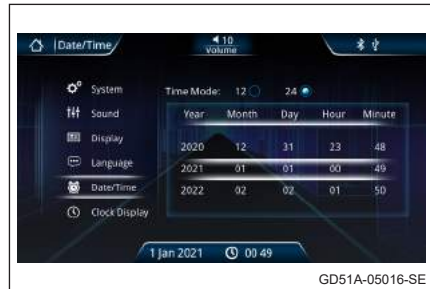 Date/Time
10
Volume
System
Sound
Display
Language
Date/Time
Clock Display
Time Mode: 12 24
Year Month Day Hour Minute
2020 12 31 23 48
2021 01 01 00 49
2022 02 02 01 50
1 Jan 2021 00 49
GD51A-05016-SE